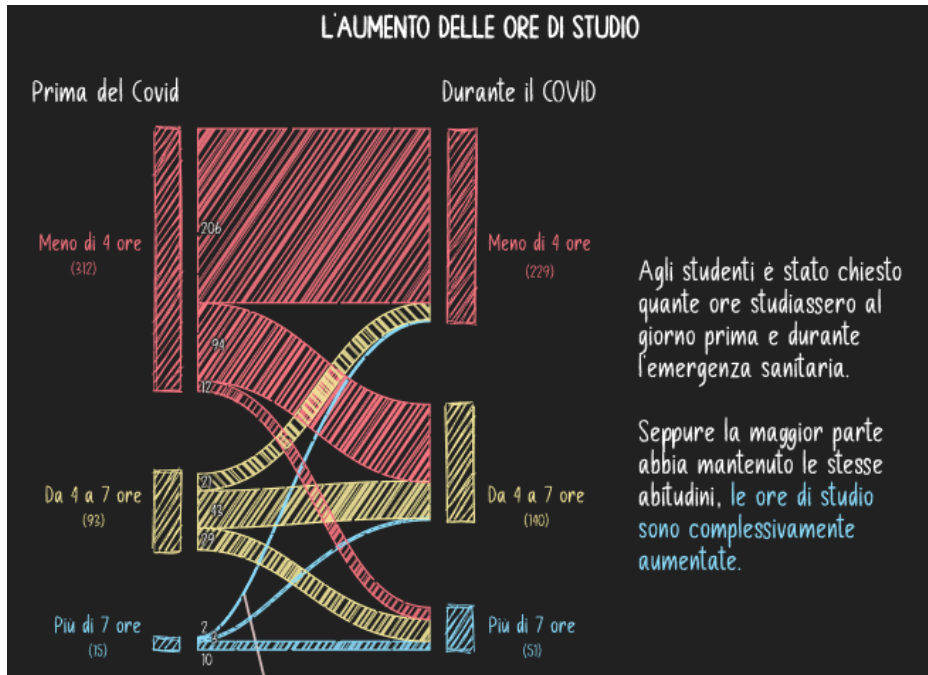 L'AUMENTO DELLE ORE DI STUDIO
Prima del Covid
Durante il COVID
206
Meno di 4 ore
(312)
Meno di 4 ore
(229)
94
12
Agli studenti è stato chiesto
quante ore studiassero al
giorno prima e durante
l'emergenza sanitaria.
Seppure la maggior parte
abbia mantenuto le stesse
abitudini, le ore di studio
sono complessivamente
aumentate.
21
Da 4 a 7 ore
(93)
43
29
Da 4 a 7 ore
(140)
Più di 7 ore
(15)
2
3
10
Più di 7 ore
(51)